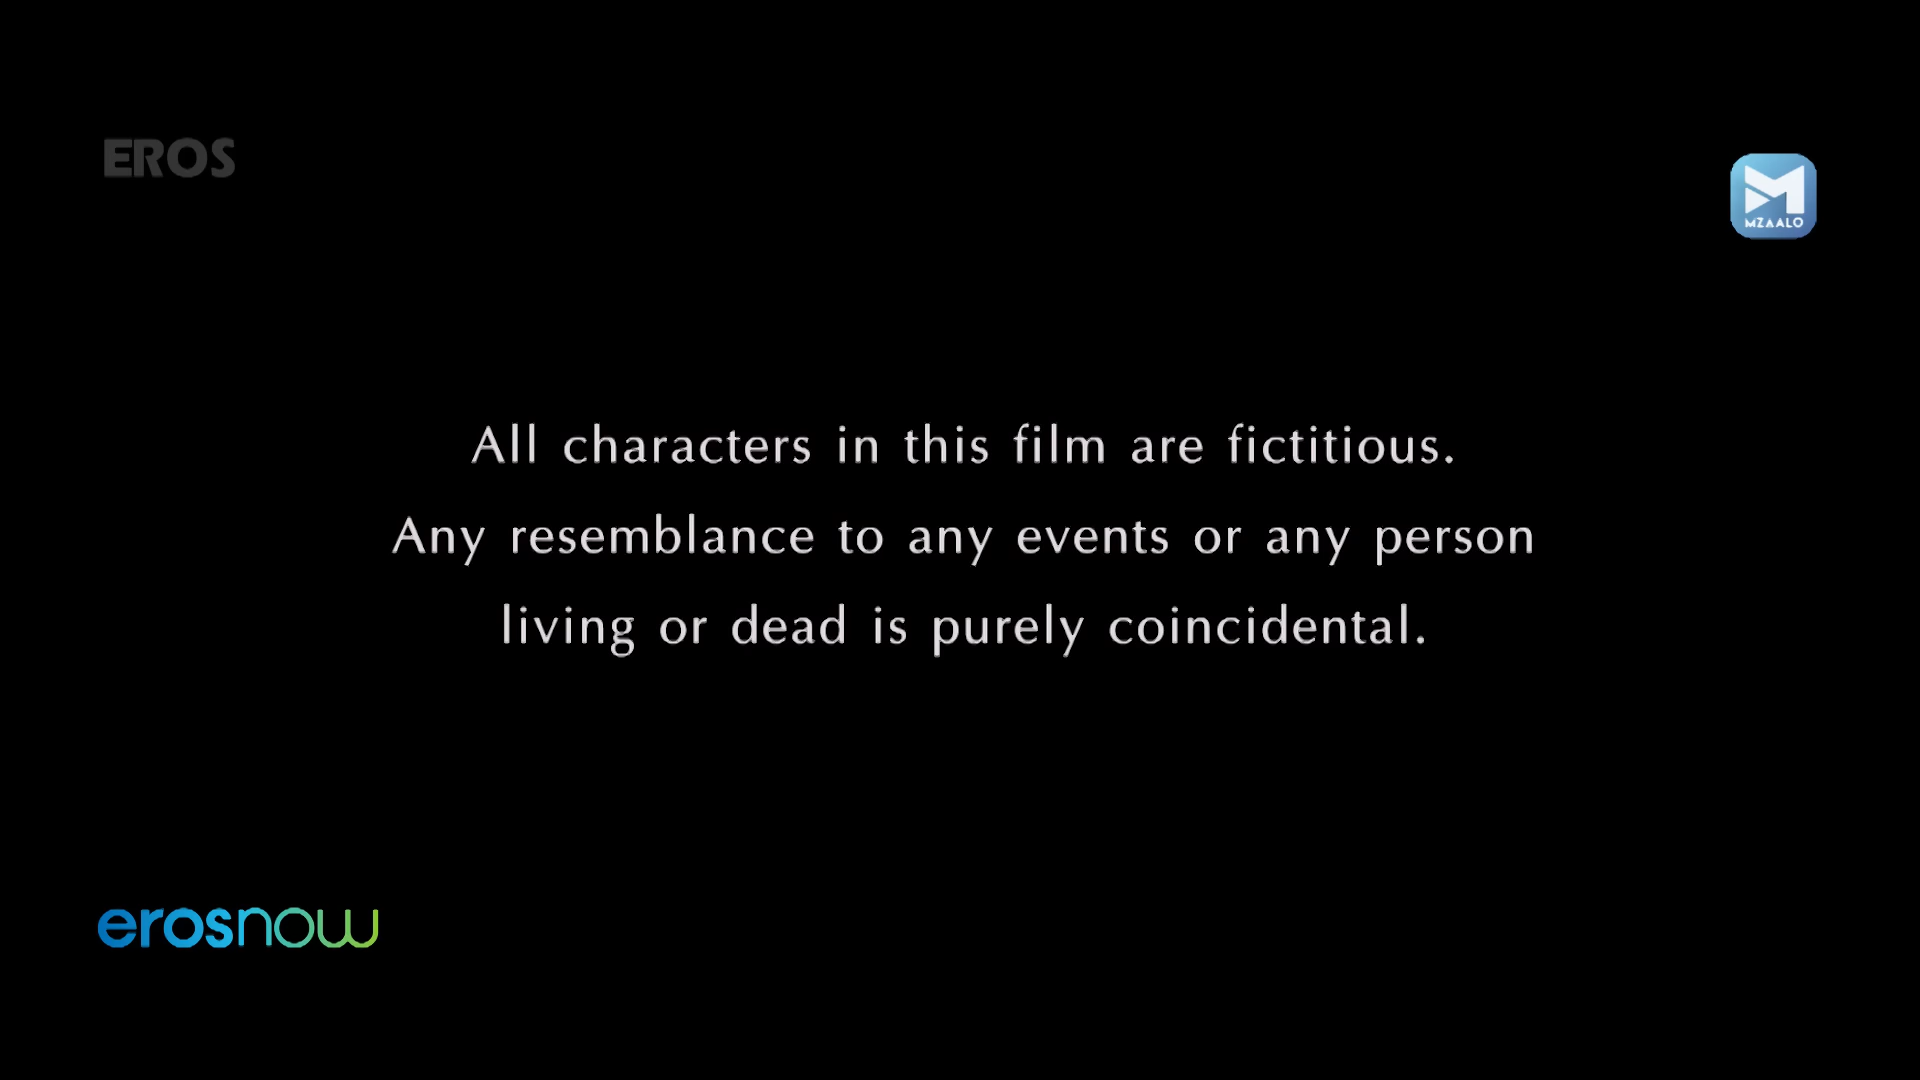 EROS
MZAALO
All characters in this film are fictitious.
Any resemblance to any events or any person
living or dead is purely coincidental.
erosnow